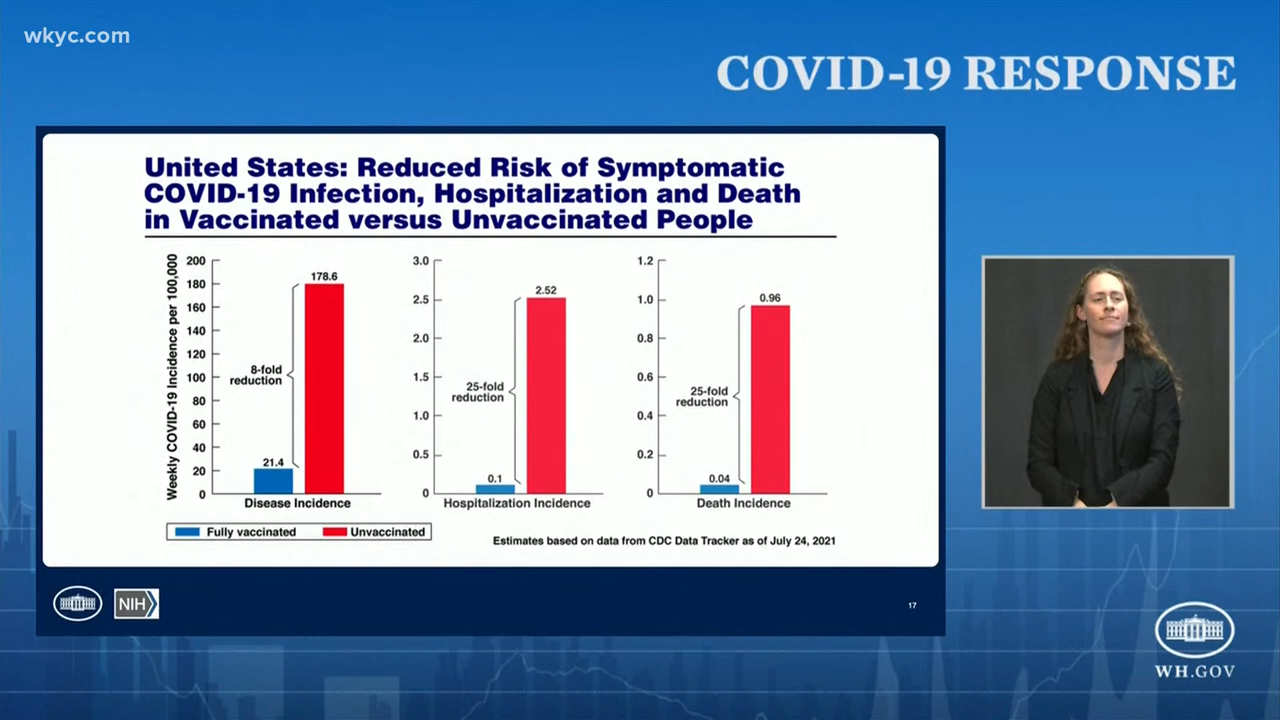 wkyc.com
COVID-19 RESPONSE
United States: Reduced Risk of Symptomatic
COVID-19 Infection, Hospitalization and Death
in Vaccinated versus Unvaccinated People
Weekly COVID-19 Incidence per 100,000
200
180
160
140
120
100
80
60
40
20
0
178.6
8-fold
reduction
21.4
Disease Incidence
3.0
2.5
2.0
1.5
1.0
0.5
0
2.52
25-fold
reduction
0.1
Hospitalization Incidence
1.2
1.0
0.8
0.6
0.4
0.2
0
0.96
25-fold
reduction
0.04
Death Incidence
Fully vaccinated
Unvaccinated
Estimates based on data from CDC Data Tracker as of July 24, 2021
NIH
17
WH.GOV